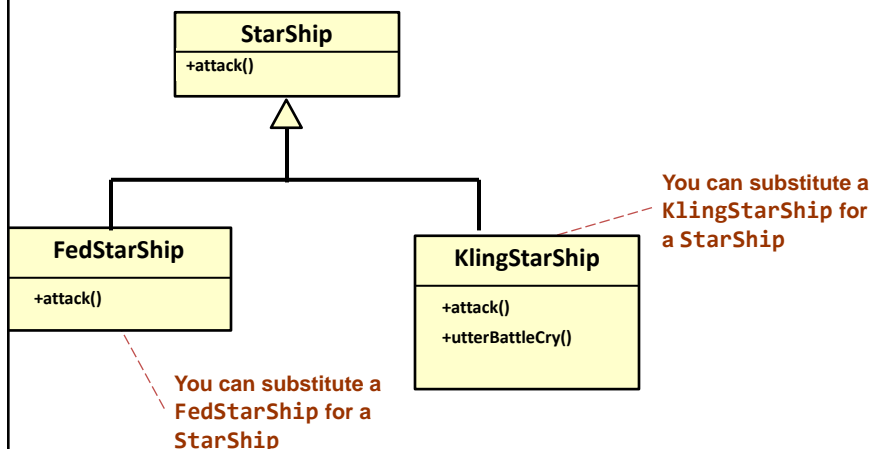 StarShip
+attack()
You can substitute a
KlingStarShip for
a StarShip
FedStarShip
+attack()
KlingStarShip
+attack()
+utterBattleCry()
You can substitute a
FedStarShip for a
StarShip